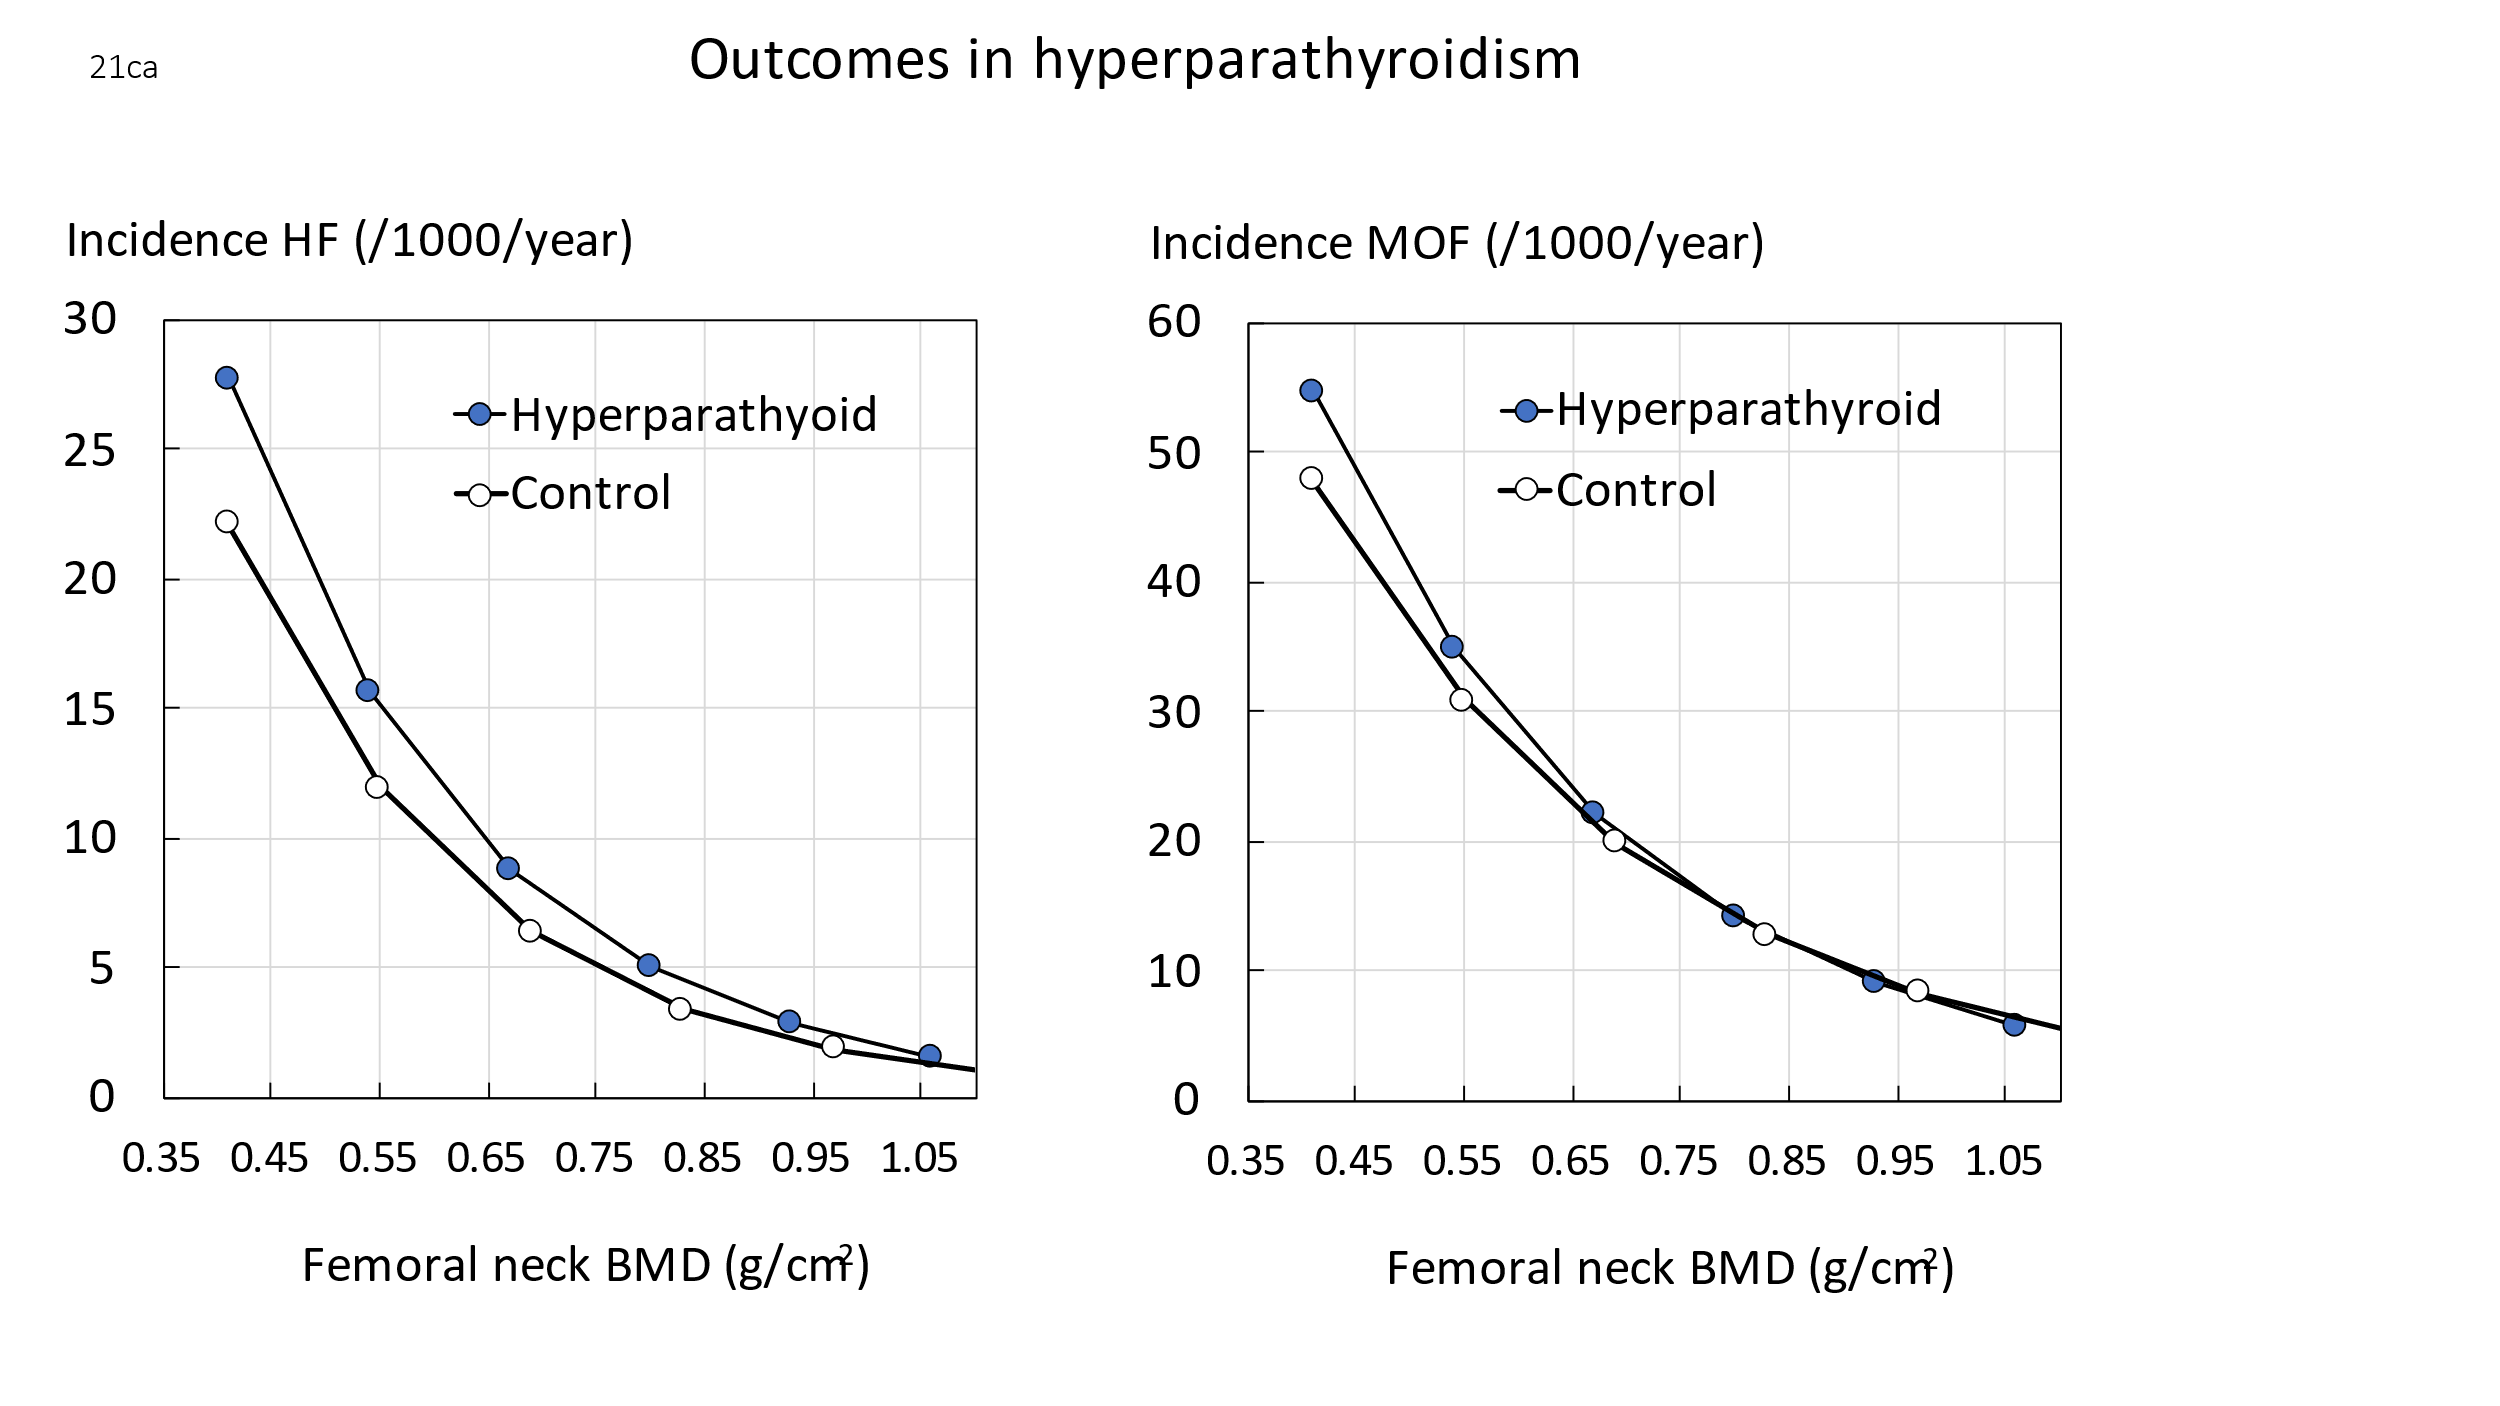 21ca
Outcomes in hyperparathyroidism
Incidence HF (/1000/year)
30
25
20
15
10
5
0
Hyperparathyoid
Control
0.35 0.45 0.55 0.65 0.75 0.85 0.95 1.05
Femoral neck BMD (g/cm²)
Incidence MOF (/1000/year)
60
50
40
30
20
10
0
Hyperparathyroid
Control
0.35 0.45 0.55 0.65 0.75 0.85 0.95 1.05
Femoral neck BMD (g/cm²)